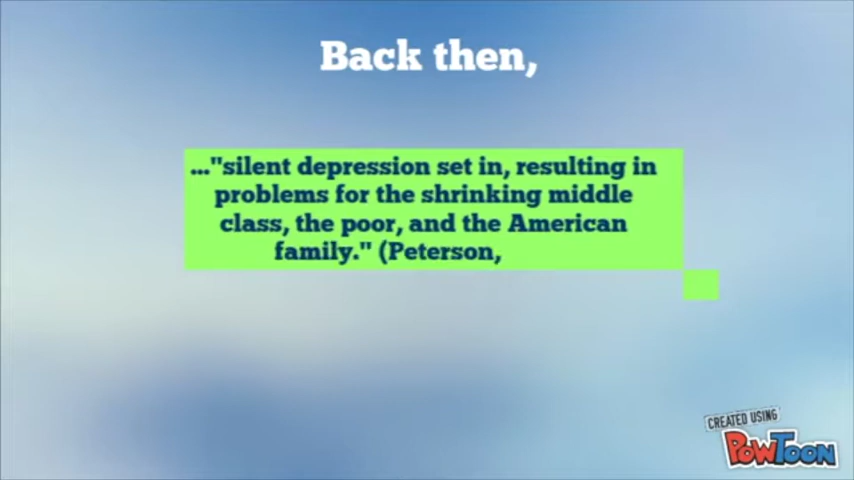 Back then,
..."silent depression set in, resulting in
problems for the shrinking middle
class, the poor, and the American
family." (Peterson,
CREATED USING
POWTOON